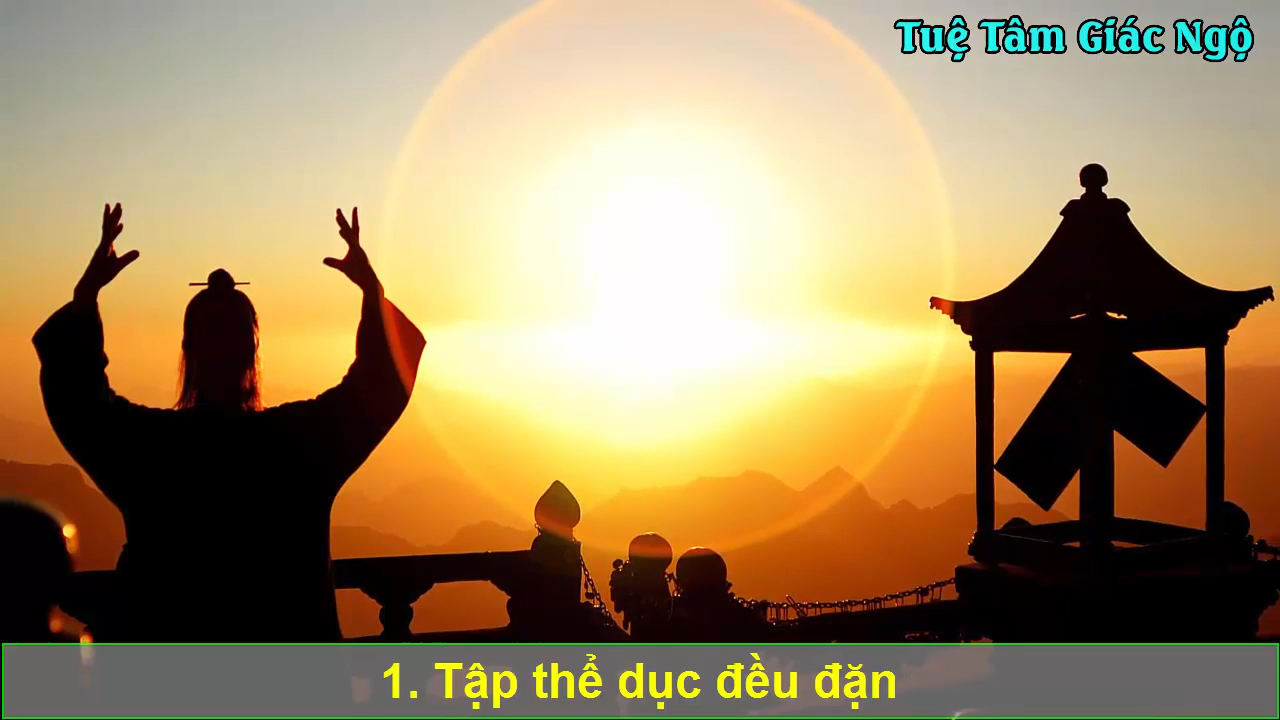 Tuệ Tâm Giác Ngộ
1. Tập thể dục đều đặn